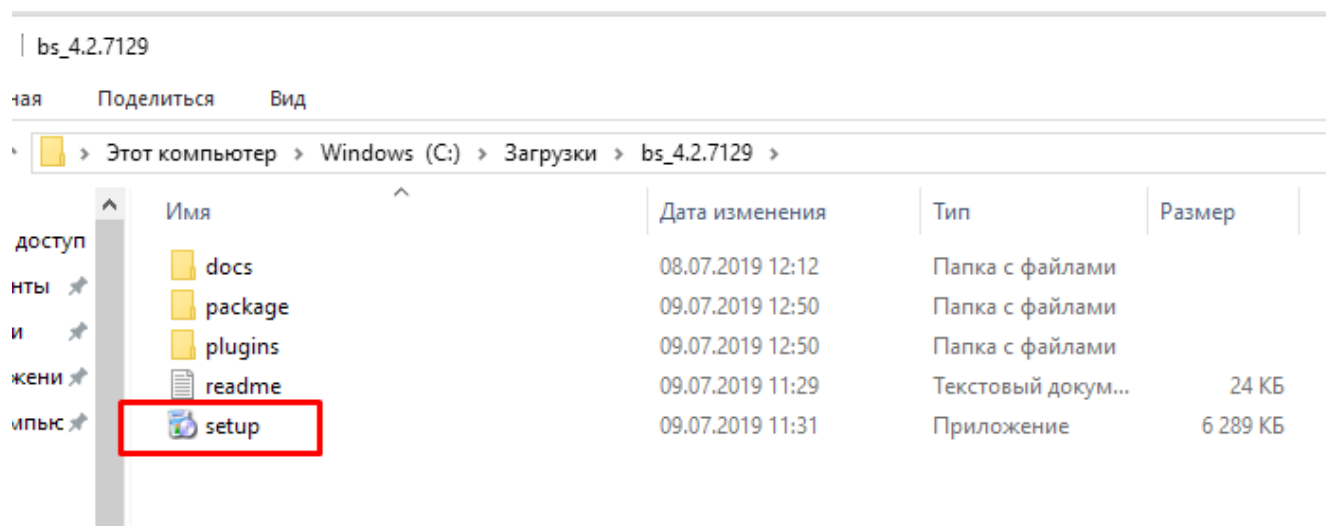 bs_4.2.7129
ная Поделиться Вид
Этот компьютер > Windows (C:) > Загрузки > bs_4.2.7129 >
Имя Дата изменения Тип Размер
доступ
docs 08.07.2019 12:12 Папка с файлами
нты
package 09.07.2019 12:50 Папка с файлами
и
plugins 09.07.2019 12:50 Папка с файлами
жени
readme 09.07.2019 11:29 Текстовый докум... 24 КБ
мпьс
setup 09.07.2019 11:31 Приложение 6 289 КБ